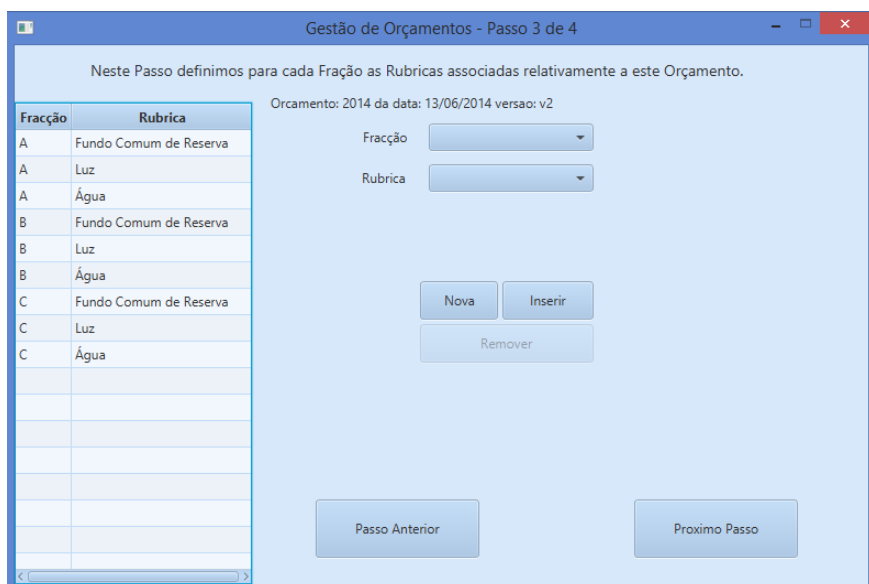 Gestão de Orçamentos - Passo 3 de 4
Neste Passo definimos para cada Fração as Rubricas associadas relativamente a este Orçamento.
Orcamento: 2014 da data: 13/06/2014 versao: v2
Fracção Rubrica
A Fundo Comum de Reserva
A Luz
A Água
B Fundo Comum de Reserva
B Luz
B Água
C Fundo Comum de Reserva
C Luz
C Água
Fracção
Rubrica
Nova Inserir
Remover
Passo Anterior Proximo Passo